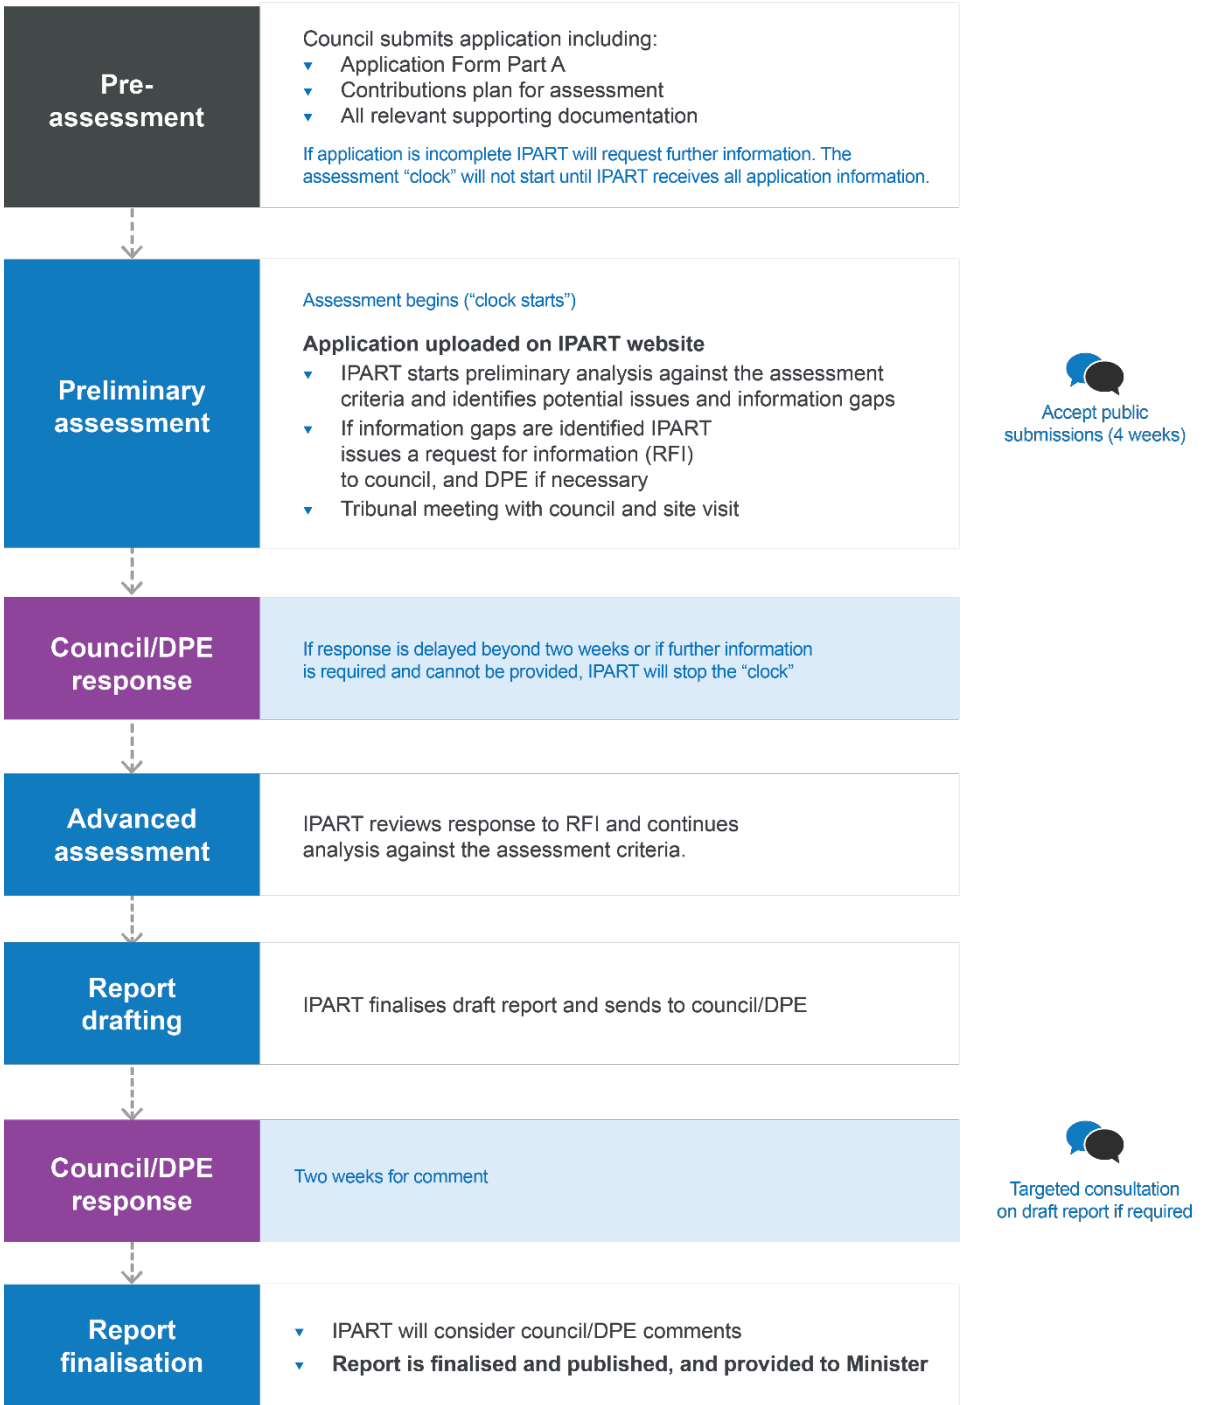 Pre-
assessment
Council submits application including:
Application Form Part A
Contributions plan for assessment
All relevant supporting documentation
If application is incomplete IPART will request further information. The
assessment “clock” will not start until IPART receives all application information.
Preliminary
assessment
Assessment begins (“clock starts”)
Application uploaded on IPART website
IPART starts preliminary analysis against the assessment
criteria and identifies potential issues and information gaps
If information gaps are identified IPART
issues a request for information (RFI)
to council, and DPE if necessary
Tribunal meeting with council and site visit
Accept public
submissions (4 weeks)
Council/DPE
response
If response is delayed beyond two weeks or if further information
is required and cannot be provided, IPART will stop the “clock”
Advanced
assessment
IPART reviews response to RFI and continues
analysis against the assessment criteria.
Report
drafting
IPART finalises draft report and sends to council/DPE
Council/DPE
response
Two weeks for comment
Targeted consultation
on draft report if required
Report
finalisation
IPART will consider council/DPE comments
Report is finalised and published, and provided to Minister